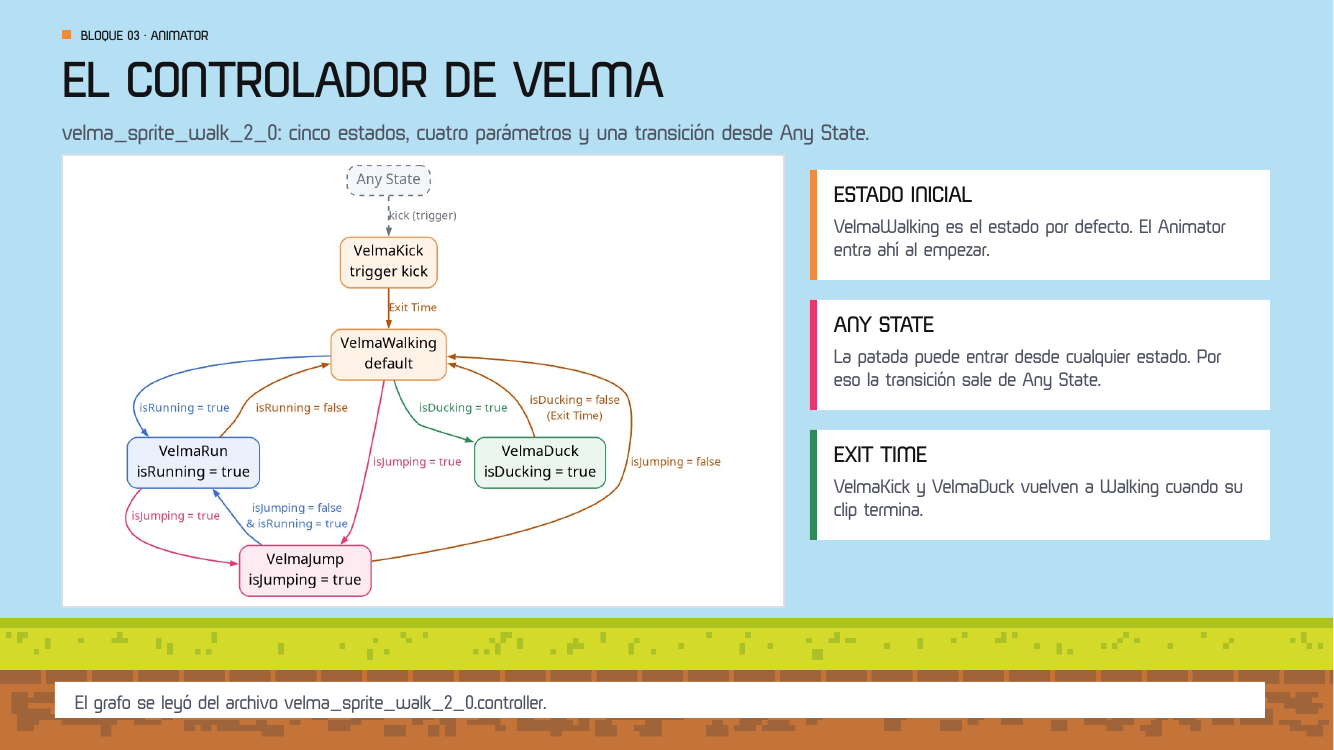 BLOQUE 03 · ANIMATOR
EL CONTROLADOR DE VELMA
velma_sprite_walk_2_0: cinco estados, cuatro parámetros y una transición desde Any State.
Any State
kick (trigger)
VelmaKick
trigger kick
Exit Time
VelmaWalking
default
isRunning = true
isRunning = false
isDucking = true
isDucking = false
(Exit Time)
VelmaRun
isRunning = true
isJumping = true
VelmaDuck
isDucking = true
isJumping = false
isJumping = true
isJumping = false
& isRunning = true
VelmaJump
isJumping = true
ESTADO INICIAL
VelmaWalking es el estado por defecto. El Animator
entra ahí al empezar.
ANY STATE
La patada puede entrar desde cualquier estado. Por
eso la transición sale de Any State.
EXIT TIME
VelmaKick y VelmaDuck vuelven a Walking cuando su
clip termina.
El grafo se leyó del archivo velma_sprite_walk_2_0.controller.